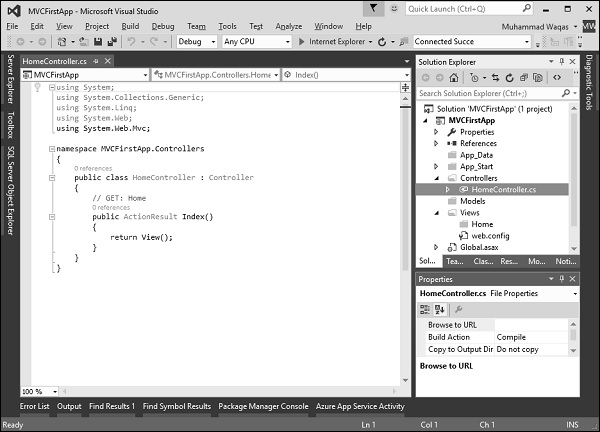 MVCFirstApp - Microsoft Visual Studio
Quick Launch (Ctrl+Q)
File Edit View Project Build Debug Team Tools Test Analyze Window Help
Muhammad Waqas
MW
Debug Any CPU Internet Explorer Connected Succe
Server Explorer
Toolbox
SQL Server Object Explorer
HomeController.cs
MVCFirstApp MVCFirstApp.Controllers.Home Index()
using System;
using System.Collections.Generic;
using System.Linq;
using System.Web;
using System.Web.Mvc;
namespace MVCFirstApp.Controllers
{
0 references
public class HomeController : Controller
{
// GET: Home
0 references
public ActionResult Index()
{
return View();
}
}
}
100 %
Solution Explorer
Search Solution Explorer (Ctrl+;)
Solution 'MVCFirstApp' (1 project)
MVCFirstApp
Properties
References
App_Data
App_Start
Controllers
HomeController.cs
Models
Views
Home
web.config
Global.asax
Sol... Tea... Clas... Res... Mo... Noti...
Properties
HomeController.cs File Properties
Browse to URL
Build Action Compile
Copy to Output Dir Do not copy
Browse to URL
Diagnostic Tools
Error List Output Find Results 1 Find Symbol Results Package Manager Console Azure App Service Activity
Ready Ln 1 Col 1 Ch 1 INS